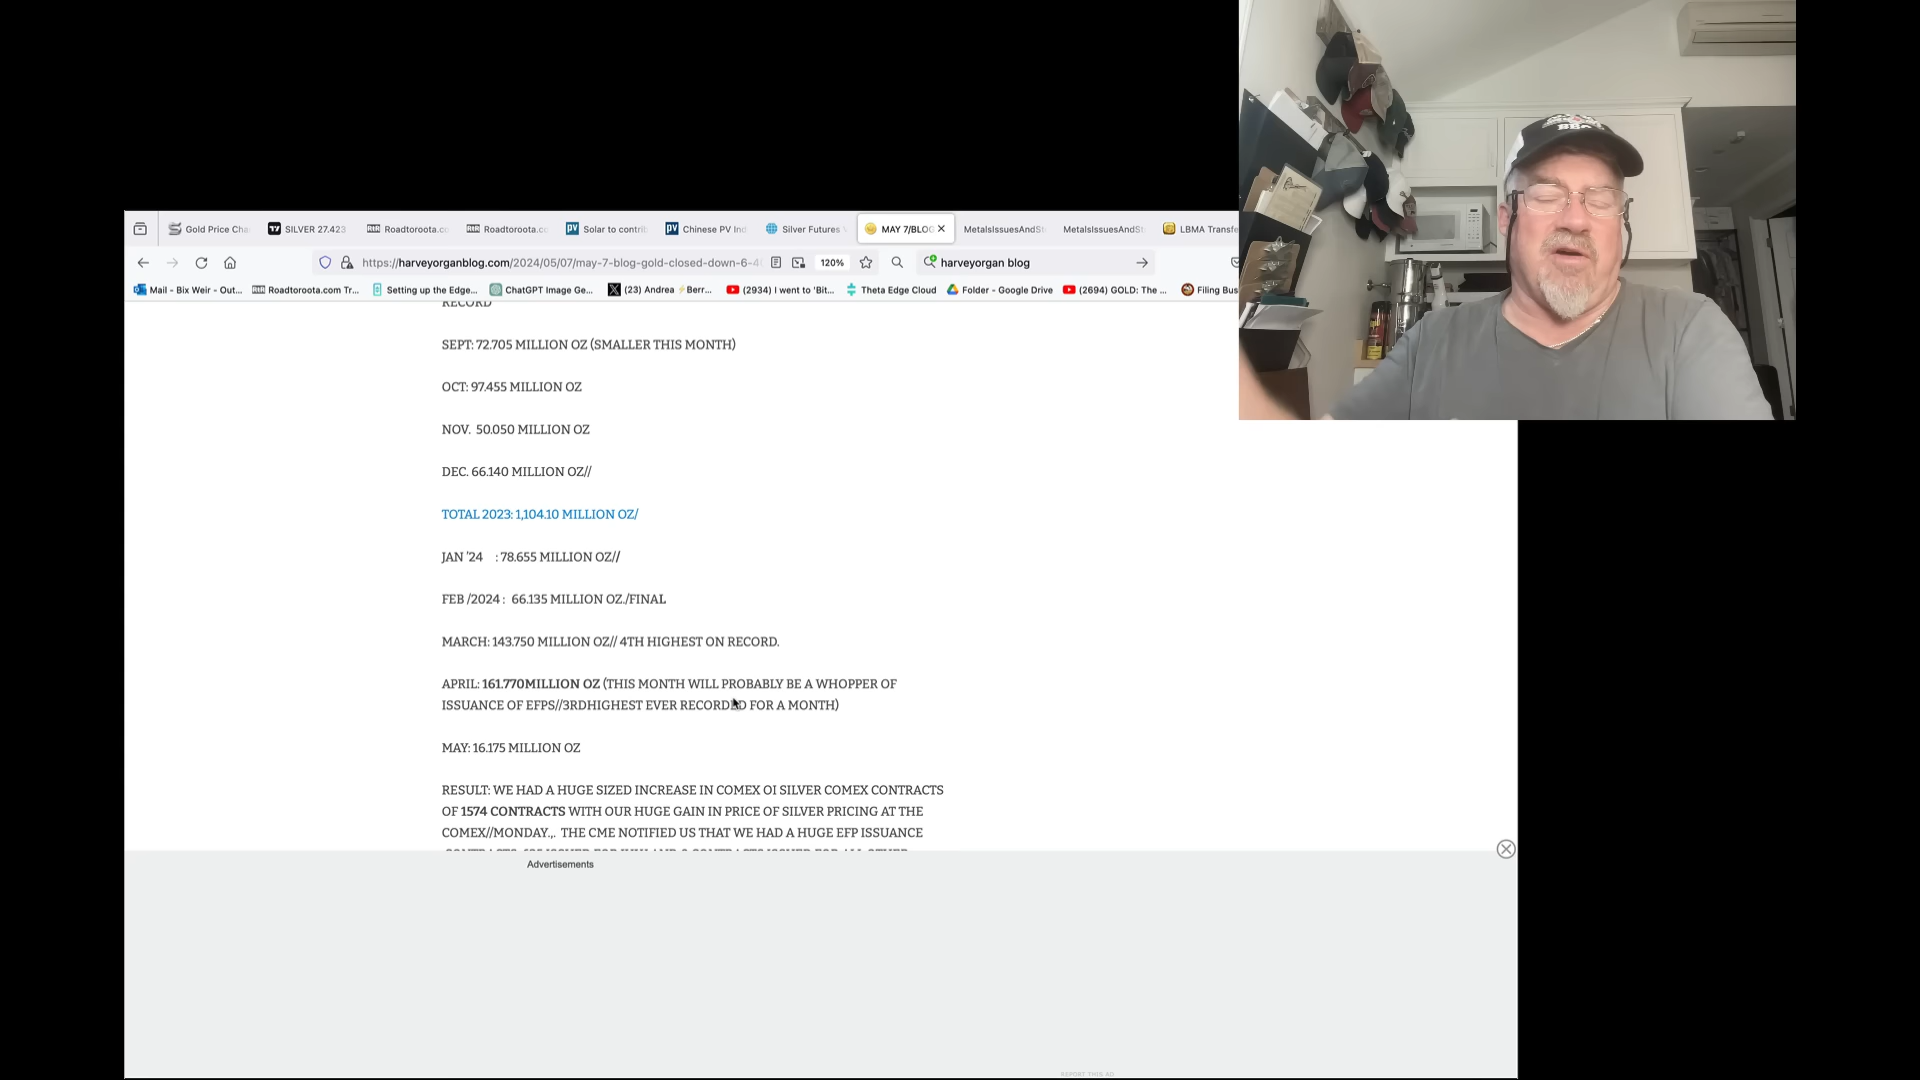 Gold Price Cha
SILVER 27.423
Roadtoroota.c
Roadtoroota.c
Solar to contrib
Chinese PV Ind
Silver Futures
MAY 7/BLOG
MetalsIssuesAndS
MetalsIssuesAndS
LBMA Transfe
https://harveyorganblog.com/2024/05/07/may-7-blog-gold-closed-down-6-4
120%
harveyorgan blog
Mail - Bix Weir - Out...
Roadtoroota.com Tr...
Setting up the Edge...
ChatGPT Image Ge...
(23) Andrea ⚡Berr...
(2934) I went to 'Bit...
Theta Edge Cloud
Folder - Google Drive
(2694) GOLD: The ...
Filing Bus
RECORD
SEPT: 72.705 MILLION OZ (SMALLER THIS MONTH)
OCT: 97.455 MILLION OZ
NOV. 50.050 MILLION OZ
DEC. 66.140 MILLION OZ//
TOTAL 2023: 1,104.10 MILLION OZ/
JAN '24 : 78.655 MILLION OZ//
FEB /2024 : 66.135 MILLION OZ./FINAL
MARCH: 143.750 MILLION OZ// 4TH HIGHEST ON RECORD.
APRIL: 161.770MILLION OZ (THIS MONTH WILL PROBABLY BE A WHOPPER OF
ISSUANCE OF EFPS//3RDHIGHEST EVER RECORDED FOR A MONTH)
MAY: 16.175 MILLION OZ
RESULT: WE HAD A HUGE SIZED INCREASE IN COMEX OI SILVER COMEX CONTRACTS
OF 1574 CONTRACTS WITH OUR HUGE GAIN IN PRICE OF SILVER PRICING AT THE
COMEX//MONDAY.,. THE CME NOTIFIED US THAT WE HAD A HUGE EFP ISSUANCE
Advertisements
REPORT THIS AD